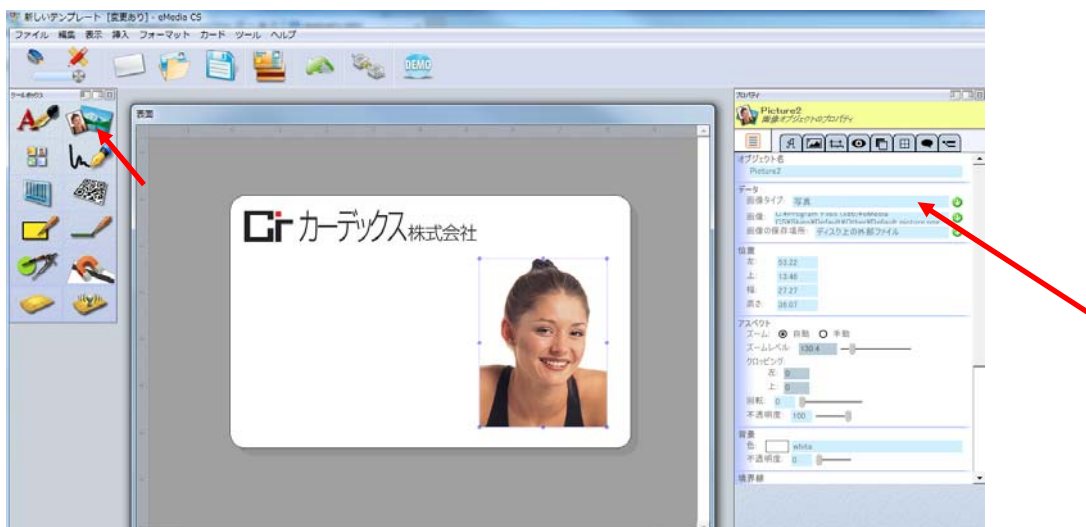 新しいテンプレート [変更あり] - eMedia CS
ファイル 編集 表示 挿入 フォーマット カード ツール ヘルプ
DEMO
ツールボックス
表面
カーデックス株式会社
プロパティ
Picture2
画像オブジェクトのプロパティ
オブジェクト名
Picture2
データ
画像タイプ: 写真
画像:
画像の保存場所: ディスク上の外部ファイル
位置
左: 53.22
上: 13.46
幅: 27.27
高さ: 36.07
アスペクト
ズーム: 自動 手動
ズームレベル: 130.4
クロッピング:
左: 0
上: 0
回転: 0
不透明度: 100
背景
色: white
不透明度: 0
境界線